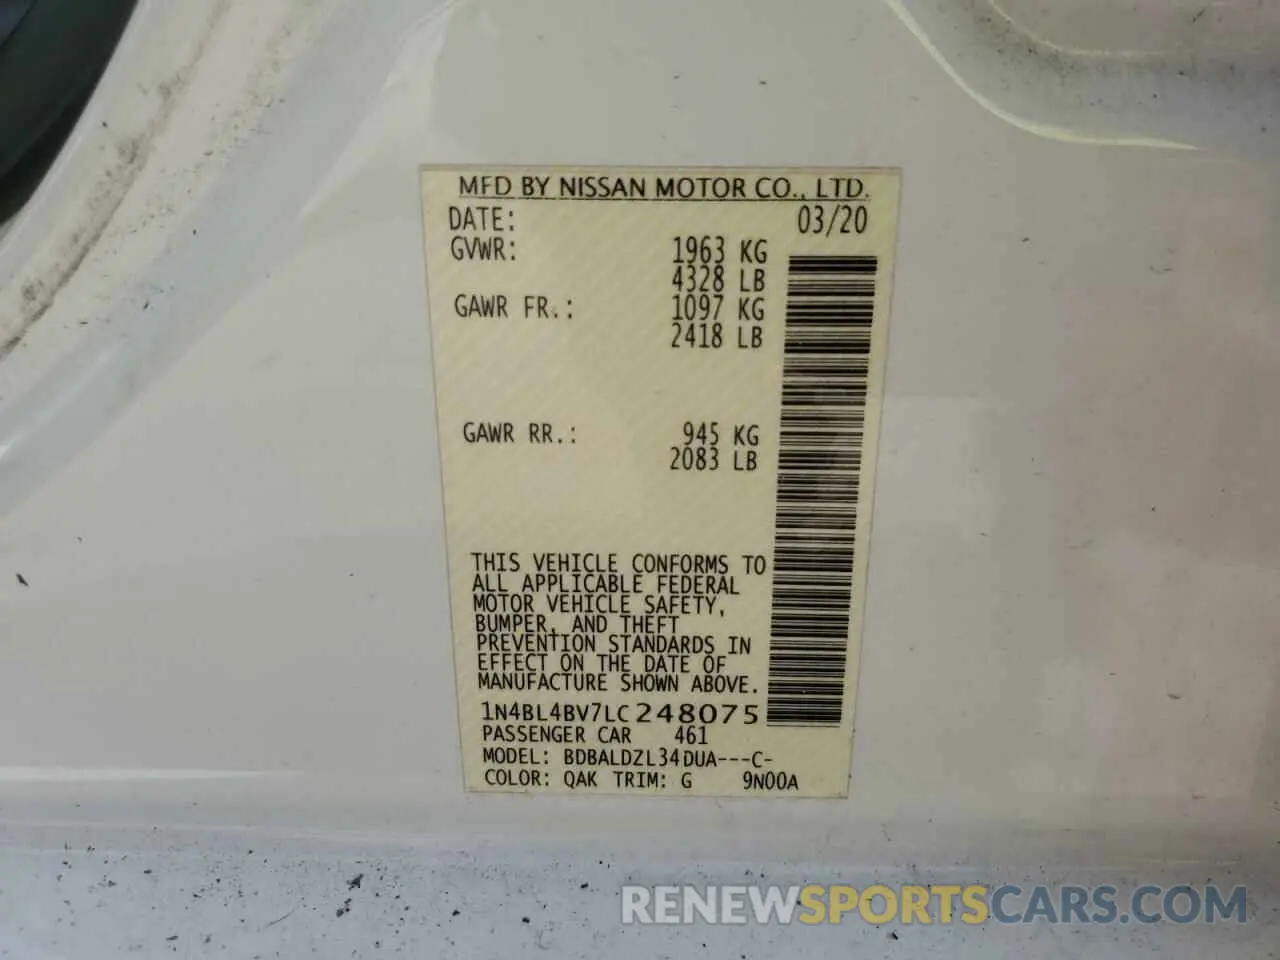 MFD BY NISSAN MOTOR CO., LTD.
DATE: 03/20
GVWR: 1963 KG
4328 LB
GAWR FR.: 1097 KG
2418 LB
GAWR RR.: 945 KG
2083 LB
THIS VEHICLE CONFORMS TO
ALL APPLICABLE FEDERAL
MOTOR VEHICLE SAFETY,
BUMPER, AND THEFT
PREVENTION STANDARDS IN
EFFECT ON THE DATE OF
MANUFACTURE SHOWN ABOVE.
1N4BL4BV7LC248075
PASSENGER CAR 461
MODEL: BDBALDZL34DUA---C-
COLOR: QAK TRIM: G 9N00A
RENEWSPORTSCARS.COM